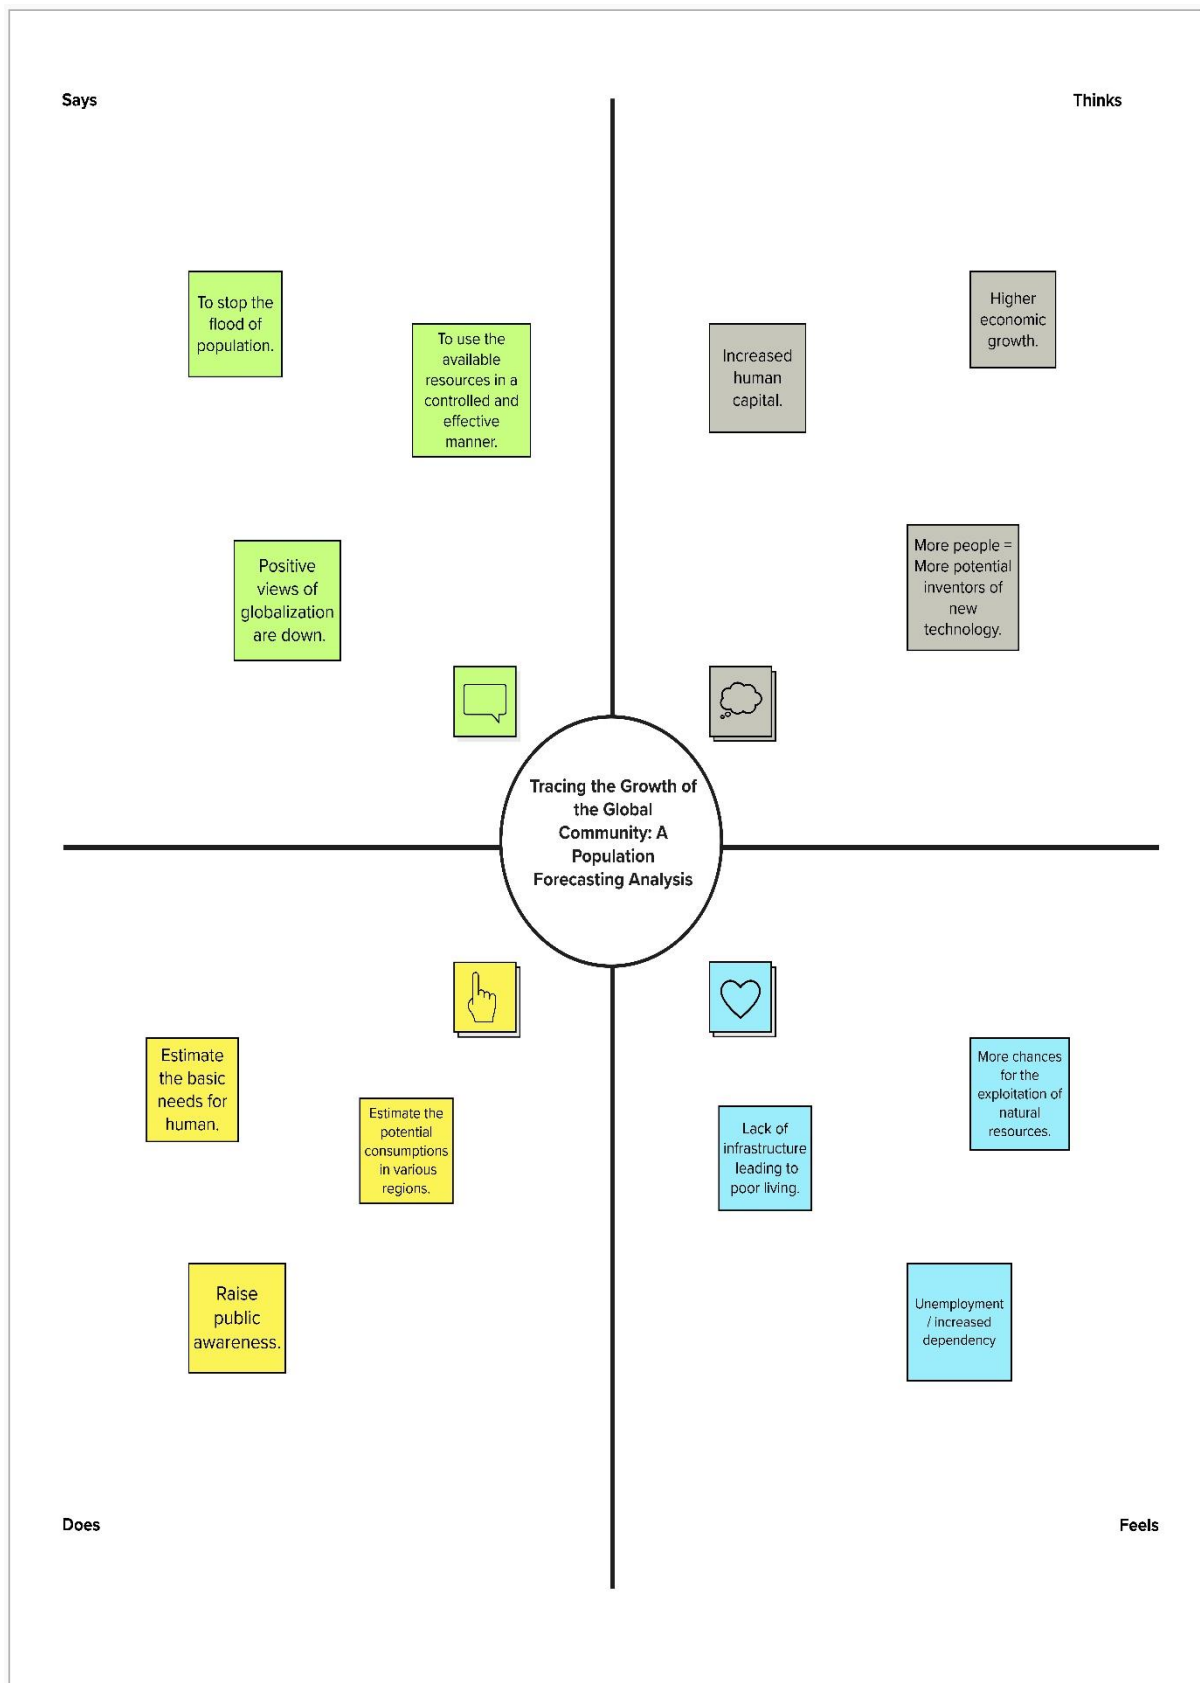 Says
Thinks
To stop the
flood of
population.
To use the
available
resources in a
controlled and
effective
manner.
Positive
views of
globalization
are down.
Increased
human
capital.
Higher
economic
growth.
More people =
More potential
inventors of
new
technology.
Tracing the Growth of
the Global
Community: A
Population
Forecasting Analysis
Estimate
the basic
needs for
human.
Estimate the
potential
consumptions
in various
regions.
Raise
public
awareness.
Lack of
infrastructure
leading to
poor living.
More chances
for the
exploitation of
natural
resources.
Unemployment
/ increased
dependency
Does
Feels